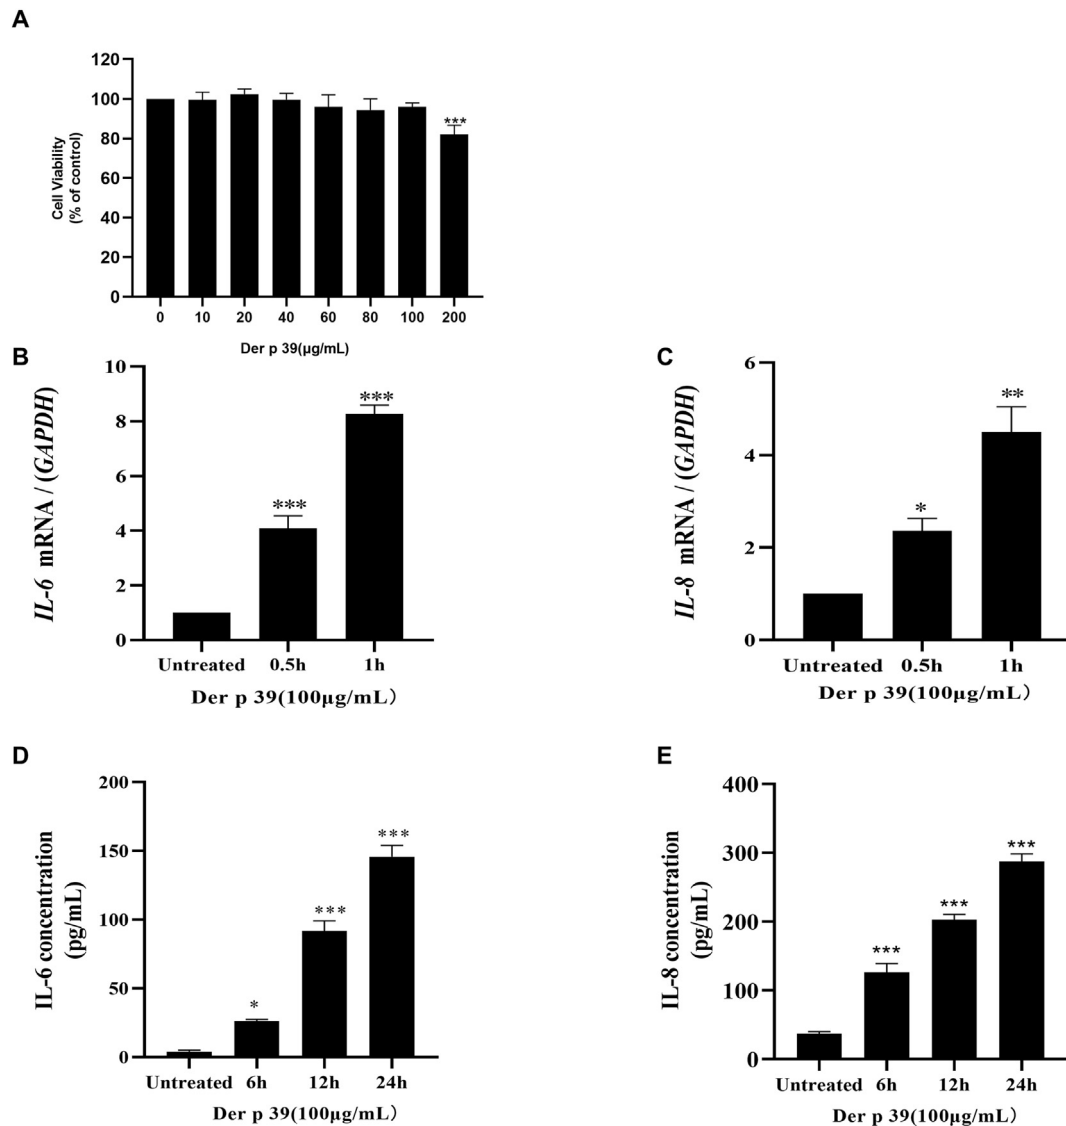 A
120
100
80
60
40
20
0
Cell Viability
(% of control)
***
0 10 20 40 60 80 100 200
Der p 39(μg/mL)
B
10
8
6
4
2
0
IL-6 mRNA / (GAPDH)
***
***
Untreated 0.5h 1h
Der p 39(100μg/mL）
C
6
4
2
0
IL-8 mRNA / (GAPDH)
*
**
Untreated 0.5h 1h
Der p 39(100μg/mL）
D
200
150
100
50
0
IL-6 concentration
(pg/mL)
*
***
***
Untreated 6h 12h 24h
Der p 39(100μg/mL）
E
400
300
200
100
0
IL-8 concentration
(pg/mL)
***
***
***
Untreated 6h 12h 24h
Der p 39(100μg/mL）